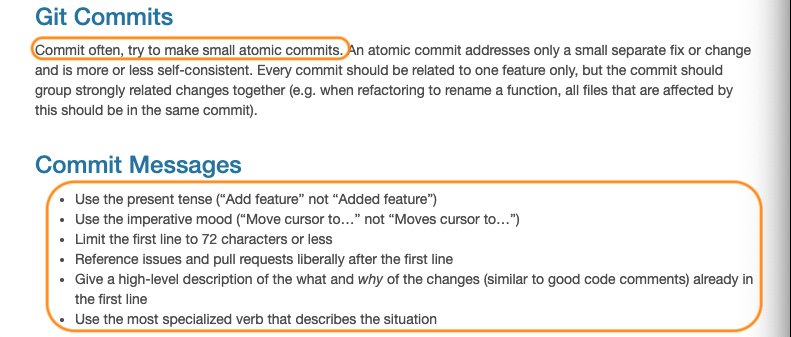 Git Commits
Commit often, try to make small atomic commits. An atomic commit addresses only a small separate fix or change
and is more or less self-consistent. Every commit should be related to one feature only, but the commit should
group strongly related changes together (e.g. when refactoring to rename a function, all files that are affected by
this should be in the same commit).
Commit Messages
• Use the present tense (“Add feature” not “Added feature”)
• Use the imperative mood (“Move cursor to…” not “Moves cursor to…”)
• Limit the first line to 72 characters or less
• Reference issues and pull requests liberally after the first line
• Give a high-level description of the what and why of the changes (similar to good code comments) already in
the first line
• Use the most specialized verb that describes the situation